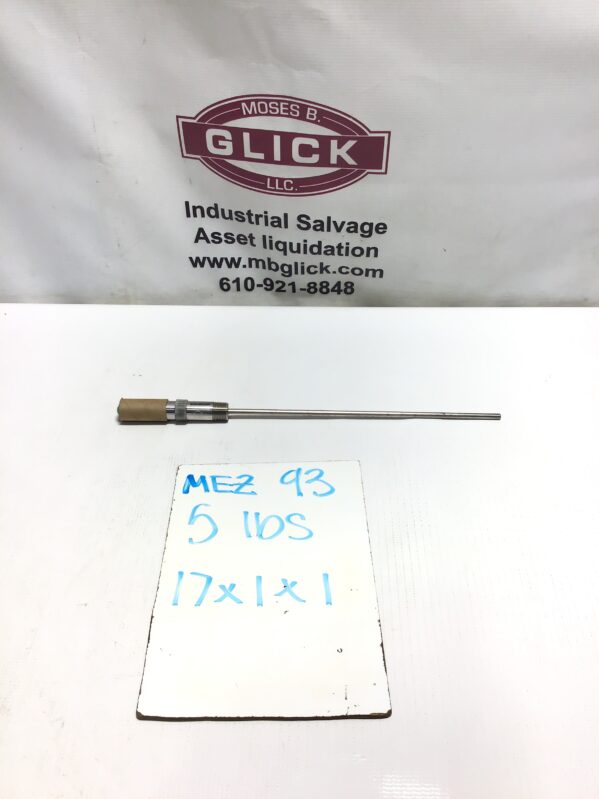 MOSES B.
GLICK
LLC.
Industrial Salvage
Asset liquidation
www.mbglick.com
610-921-8848
MEZ 93
5 lbs
17x1x1